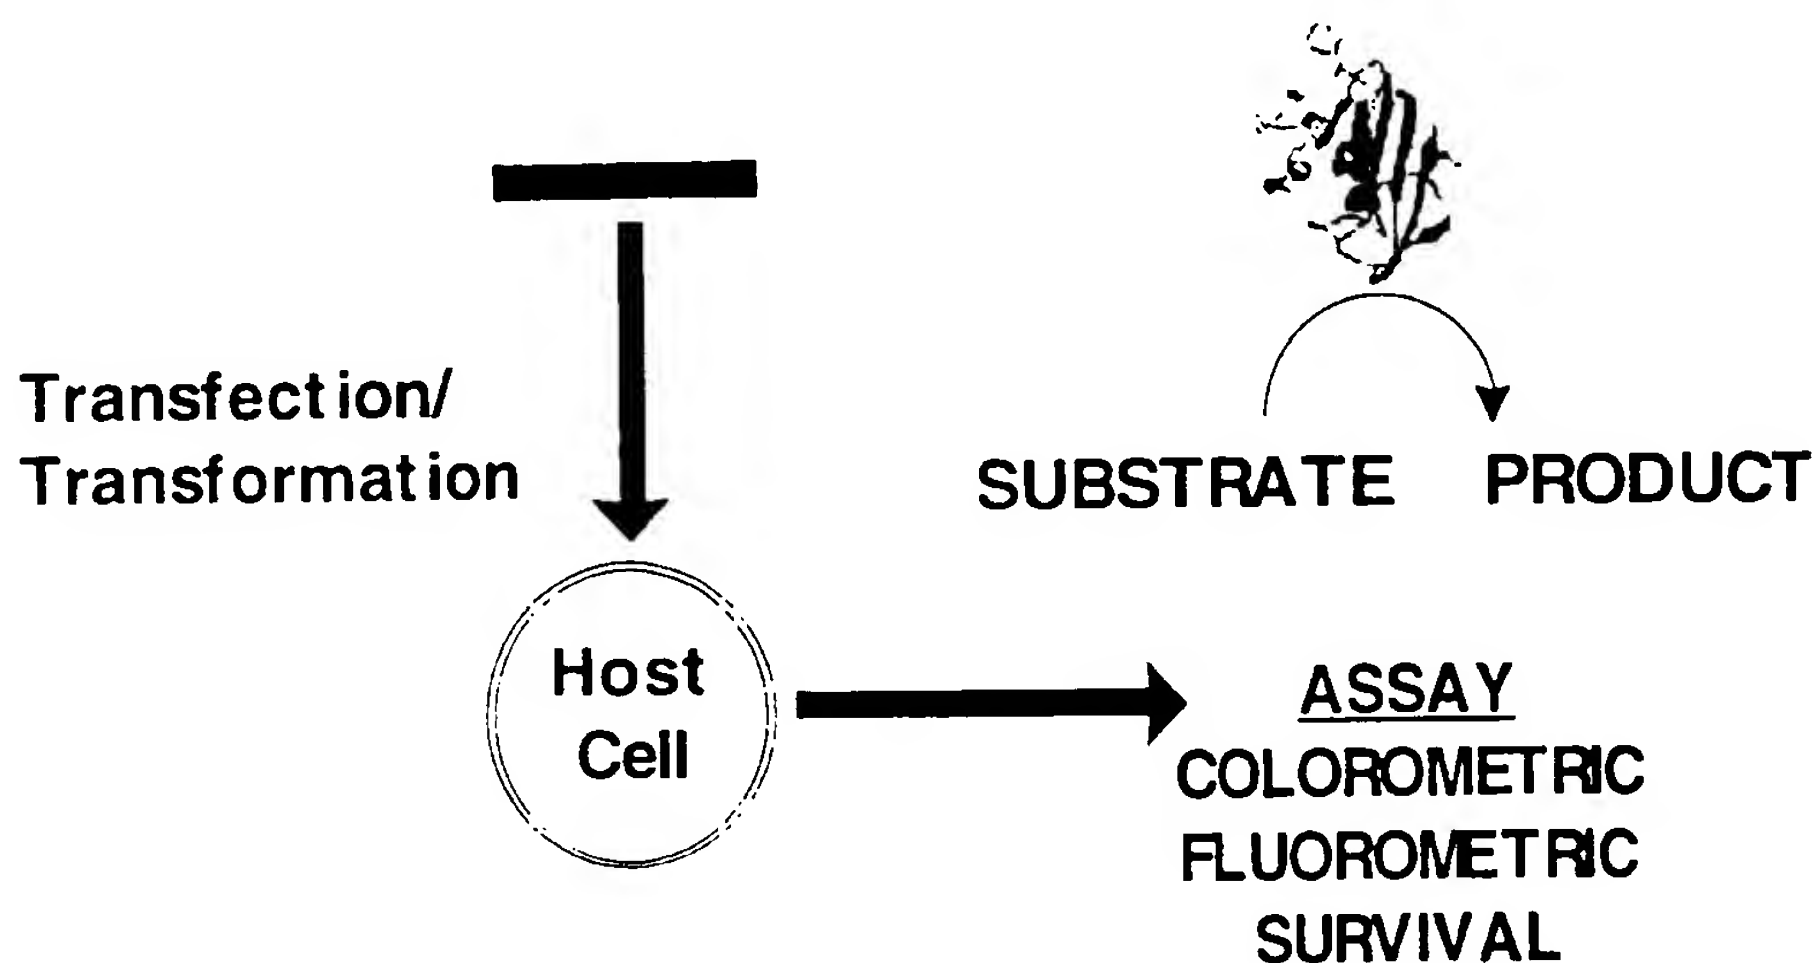 Transfection/
Transformation
SUBSTRATE PRODUCT
Host
Cell
ASSAY
COLOROMETRIC
FLUOROMETRIC
SURVIVAL